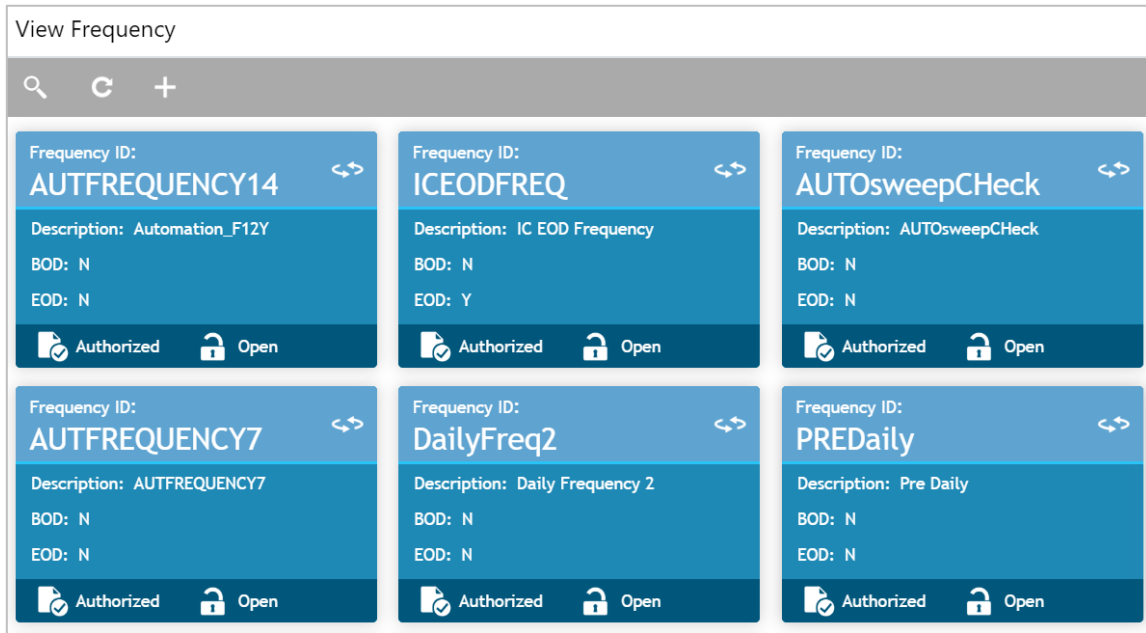 View Frequency
Frequency ID:
AUTFREQUENCY14
Description: Automation_F12Y
BOD: N
EOD: N
Authorized Open
Frequency ID:
ICEODFREQ
Description: IC EOD Frequency
BOD: N
EOD: Y
Authorized Open
Frequency ID:
AUTOsweepCHeck
Description: AUTOsweepCHeck
BOD: N
EOD: N
Authorized Open
Frequency ID:
AUTFREQUENCY7
Description: AUTFREQUENCY7
BOD: N
EOD: N
Authorized Open
Frequency ID:
DailyFreq2
Description: Daily Frequency 2
BOD: N
EOD: N
Authorized Open
Frequency ID:
PREDaily
Description: Pre Daily
BOD: N
EOD: N
Authorized Open